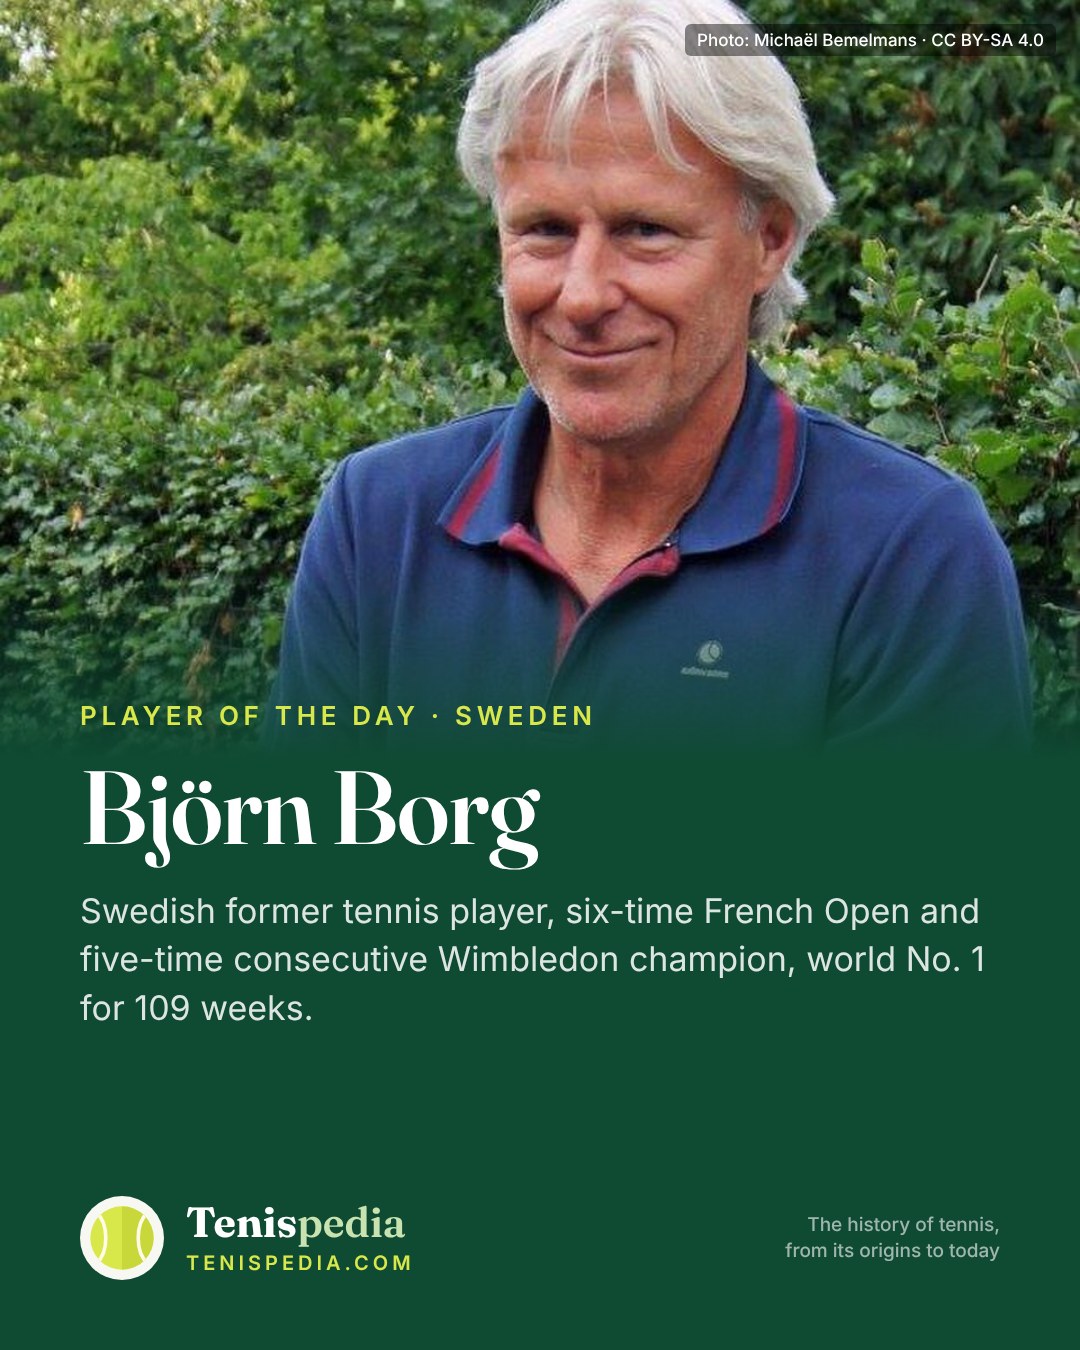 Photo: Michaël Bemelmans · CC BY-SA 4.0
PLAYER OF THE DAY · SWEDEN
Björn Borg
Swedish former tennis player, six-time French Open and
five-time consecutive Wimbledon champion, world No. 1
for 109 weeks.
Tenispedia
TENISPEDIA.COM
The history of tennis,
from its origins to today